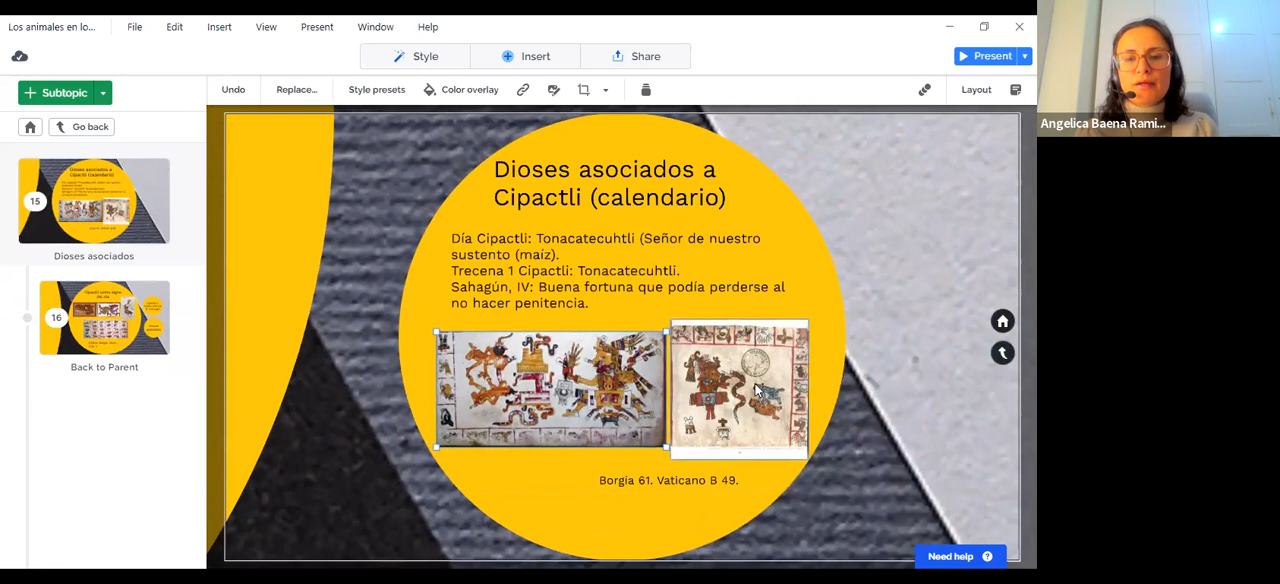 Los animales en lo...
File
Edit
Insert
View
Present
Window
Help
Style
Insert
Share
Present
Subtopic
Undo
Replace...
Style presets
Color overlay
Layout
Go back
15
Dioses asociados
16
Back to Parent
Dioses asociados a
Cipactli (calendario)
Día Cipactli: Tonacatecuhtli (Señor de nuestro
sustento (maíz).
Trecena 1 Cipactli: Tonacatecuhtli.
Sahagún, IV: Buena fortuna que podía perderse al
no hacer penitencia.
Borgia 61. Vaticano B 49.
Need help ?
Angelica Baena Rami...